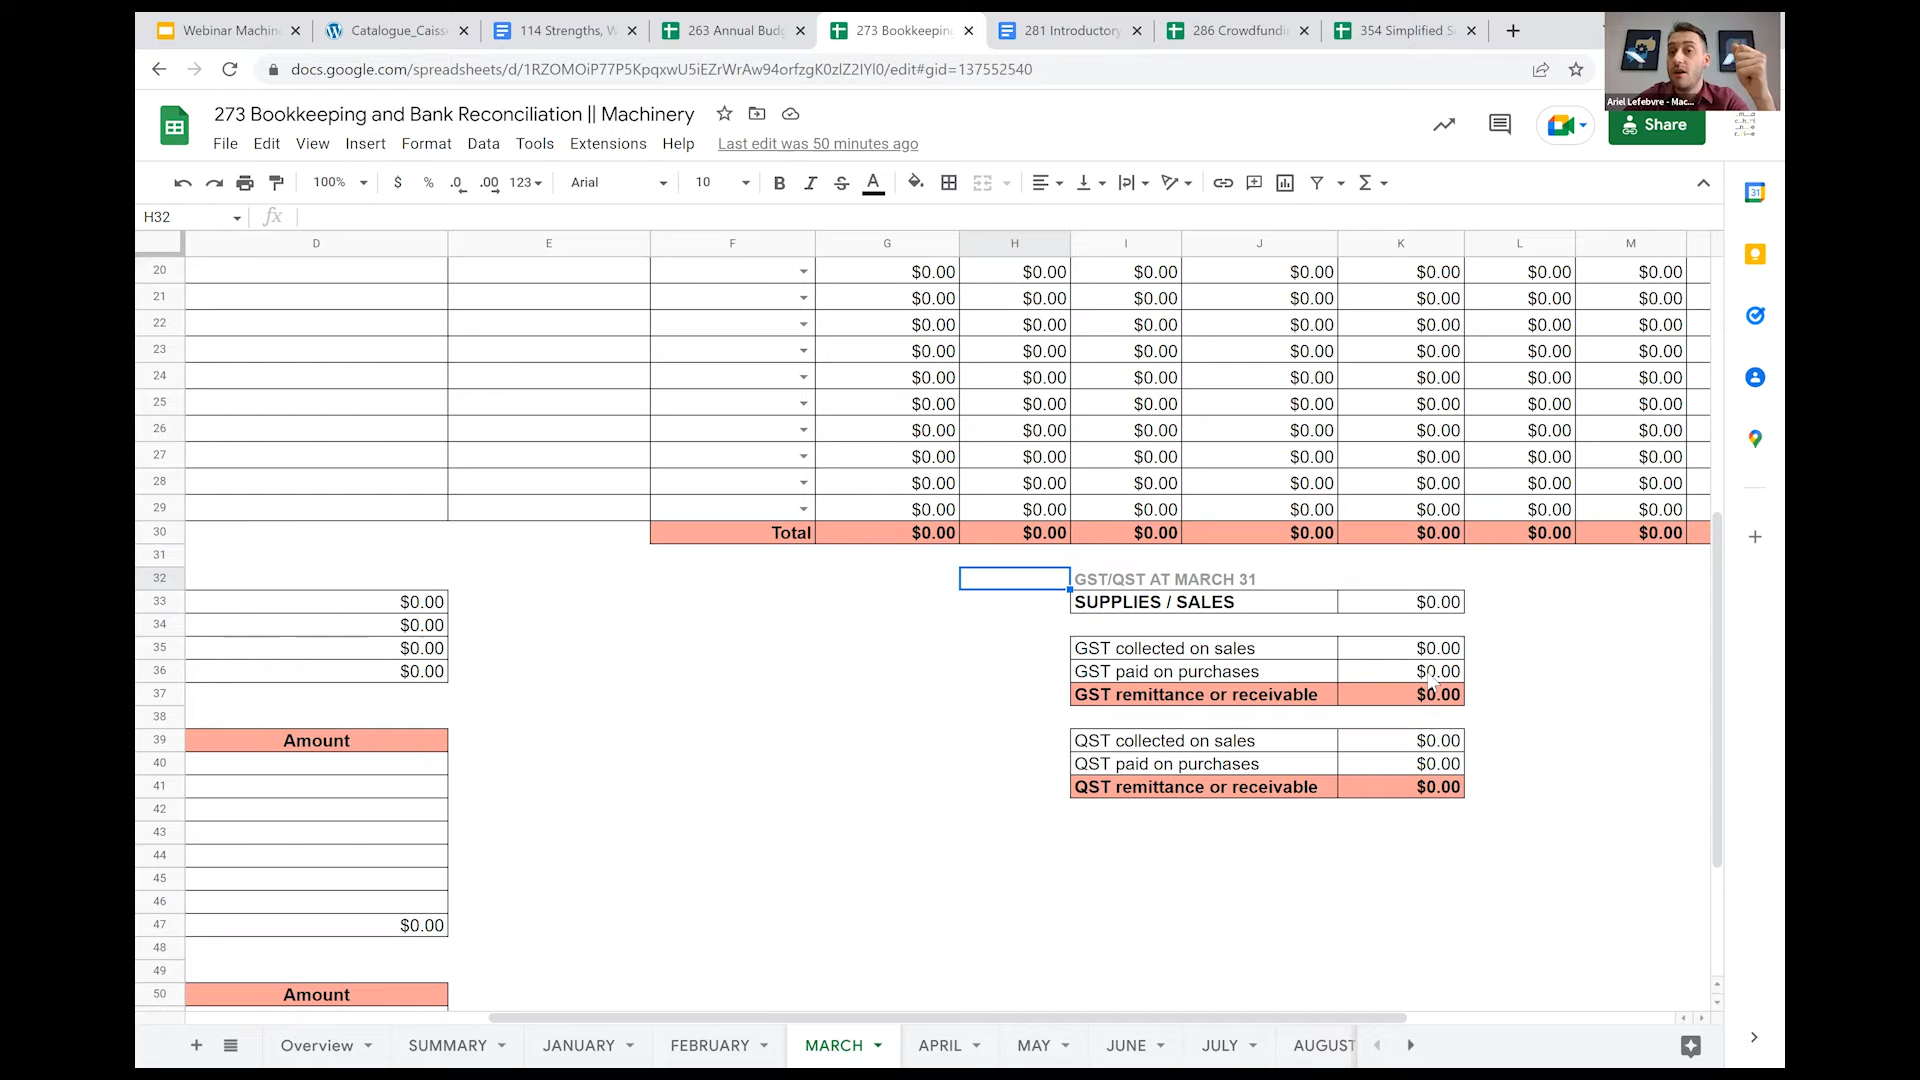 Webinar Machin
Catalogue_Caiss
114 Strengths, W
263 Annual Budg
273 Bookkeeping
281 Introductory
286 Crowdfundi
354 Simplified S
docs.google.com/spreadsheets/d/1RZOMOiP77P5KpqxwU5iEZrWrAw94orfzgK0zlZ2IYl0/edit#gid=137552540
Ariel Lefebvre - Mac...
273 Bookkeeping and Bank Reconciliation || Machinery
Share
File Edit View Insert Format Data Tools Extensions Help Last edit was 50 minutes ago
100% $ % .0 .00 123 Arial 10 B I S A
31
H32 fx
D E F G H I J K L M
20 $0.00 $0.00 $0.00 $0.00 $0.00 $0.00 $0.00
21 $0.00 $0.00 $0.00 $0.00 $0.00 $0.00 $0.00
22 $0.00 $0.00 $0.00 $0.00 $0.00 $0.00 $0.00
23 $0.00 $0.00 $0.00 $0.00 $0.00 $0.00 $0.00
24 $0.00 $0.00 $0.00 $0.00 $0.00 $0.00 $0.00
25 $0.00 $0.00 $0.00 $0.00 $0.00 $0.00 $0.00
26 $0.00 $0.00 $0.00 $0.00 $0.00 $0.00 $0.00
27 $0.00 $0.00 $0.00 $0.00 $0.00 $0.00 $0.00
28 $0.00 $0.00 $0.00 $0.00 $0.00 $0.00 $0.00
29 $0.00 $0.00 $0.00 $0.00 $0.00 $0.00 $0.00
30 Total $0.00 $0.00 $0.00 $0.00 $0.00 $0.00 $0.00
31
32 GST/QST AT MARCH 31
33 $0.00 SUPPLIES / SALES $0.00
34 $0.00
35 $0.00 GST collected on sales $0.00
36 $0.00 GST paid on purchases $0.00
37 GST remittance or receivable $0.00
38
39 Amount QST collected on sales $0.00
40 QST paid on purchases $0.00
41 QST remittance or receivable $0.00
42
43
44
45
46
47 $0.00
48
49
50 Amount
Overview SUMMARY JANUARY FEBRUARY MARCH APRIL MAY JUNE JULY AUGUST